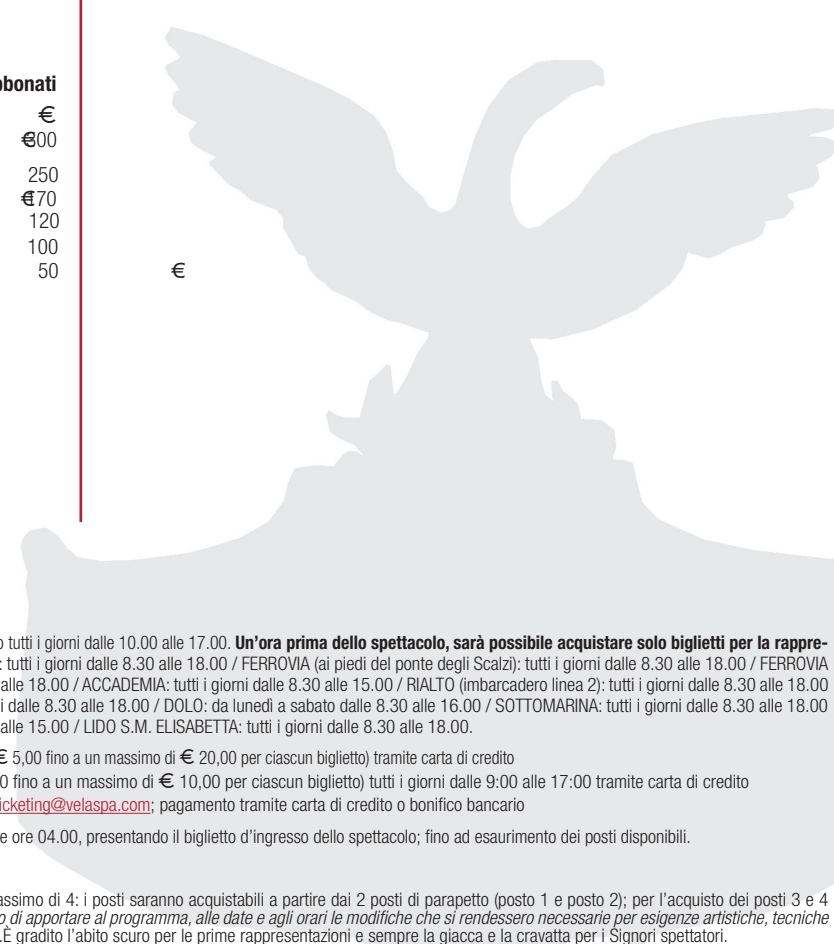 bbonati
€
€300
250
€170
120
100
50 €
o tutti i giorni dalle 10.00 alle 17.00. Un'ora prima dello spettacolo, sarà possibile acquistare solo biglietti per la rappre-
: tutti i giorni dalle 8.30 alle 18.00 / FERROVIA (ai piedi del ponte degli Scalzi): tutti i giorni dalle 8.30 alle 18.00 / FERROVIA
alle 18.00 / ACCADEMIA: tutti i giorni dalle 8.30 alle 15.00 / RIALTO (imbarcadero linea 2): tutti i giorni dalle 8.30 alle 18.00
i dalle 8.30 alle 18.00 / DOLO: da lunedì a sabato dalle 8.30 alle 16.00 / SOTTOMARINA: tutti i giorni dalle 8.30 alle 18.00
alle 15.00 / LIDO S.M. ELISABETTA: tutti i giorni dalle 8.30 alle 18.00.
€ 5,00 fino a un massimo di € 20,00 per ciascun biglietto) tramite carta di credito
0 fino a un massimo di € 10,00 per ciascun biglietto) tutti i giorni dalle 9:00 alle 17:00 tramite carta di credito
icketing@velaspa.com; pagamento tramite carta di credito o bonifico bancario
e ore 04.00, presentando il biglietto d'ingresso dello spettacolo; fino ad esaurimento dei posti disponibili.
assimo di 4: i posti saranno acquistabili a partire dai 2 posti di parapetto (posto 1 e posto 2); per l'acquisto dei posti 3 e 4
o di apportare al programma, alle date e agli orari le modifiche che si rendessero necessarie per esigenze artistiche, tecniche
.È gradito l'abito scuro per le prime rappresentazioni e sempre la giacca e la cravatta per i Signori spettatori.